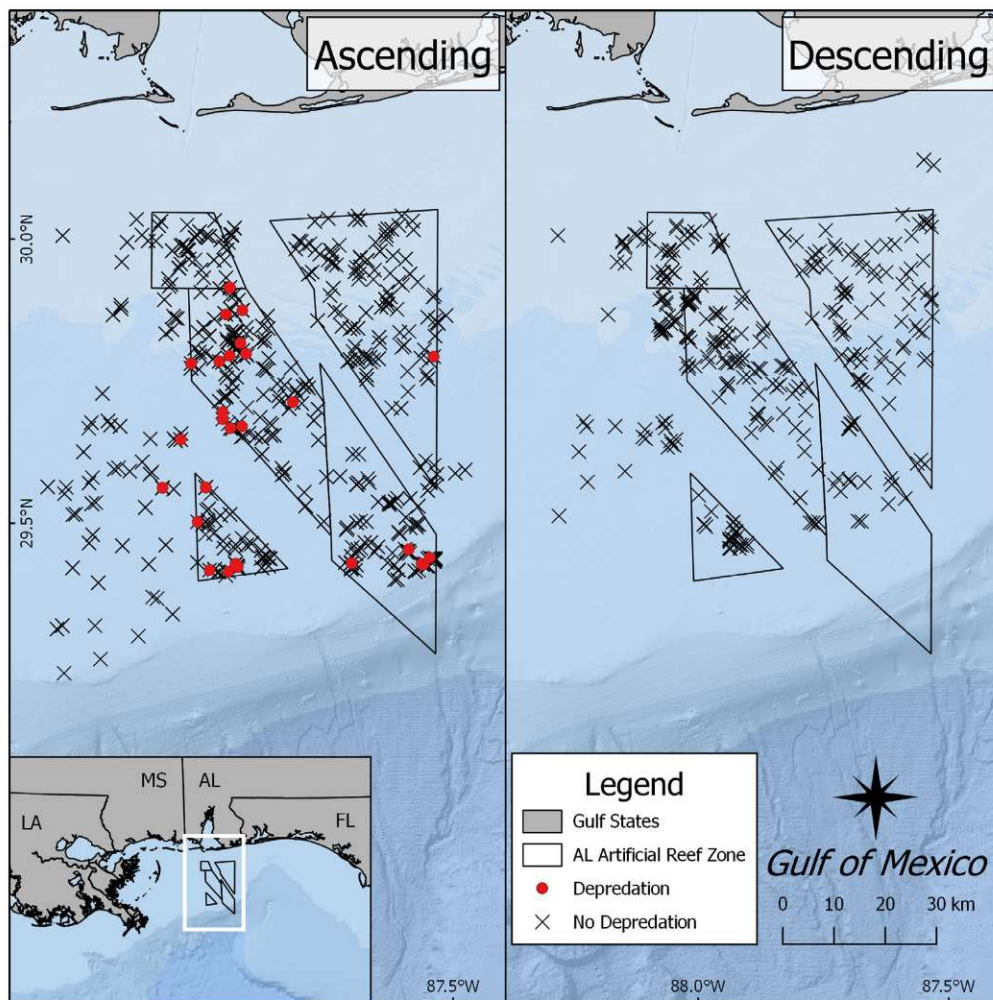 Ascending
Descending
30.0°N
29.5°N
MS
AL
LA
FL
87.5°W
Legend
Gulf States
AL Artificial Reef Zone
Depredation
No Depredation
Gulf of Mexico
0 10 20 30 km
88.0°W
87.5°W